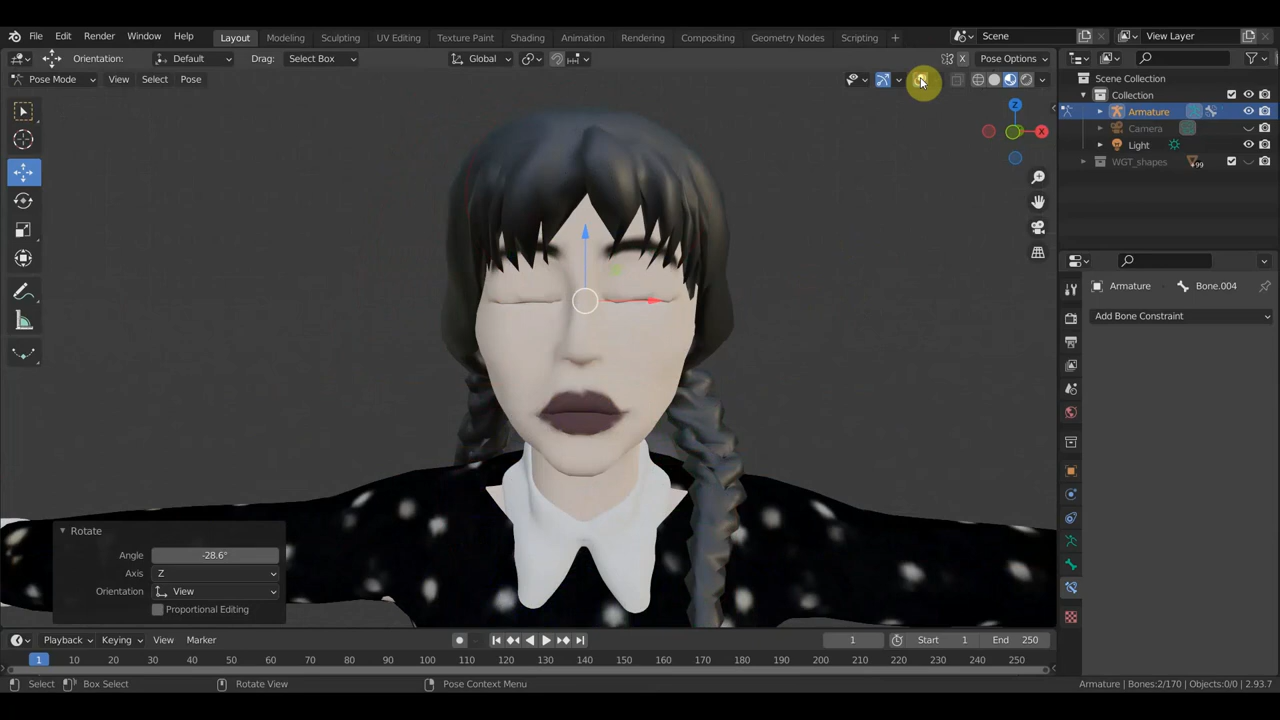 File Edit Render Window Help Layout Modeling Sculpting UV Editing Texture Paint Shading Animation Rendering Compositing Geometry Nodes Scripting + Scene View Layer
Orientation: Default Drag: Select Box Global X Pose Options
Pose Mode View Select Pose
Scene Collection
Collection
Armature
Camera
Light
WGT_shapes 99
Z
X
Armature Bone.004
Add Bone Constraint
Rotate
Angle -28.6°
Axis Z
Orientation View
Proportional Editing
Playback Keying View Marker 1 Start 1 End 250
1 10 20 30 40 50 60 70 80 90 100 110 120 130 140 150 160 170 180 190 200 210 220 230 240 250
Select Box Select Rotate View Pose Context Menu Armature | Bones:2/170 | Objects:0/0 | 2.93.7